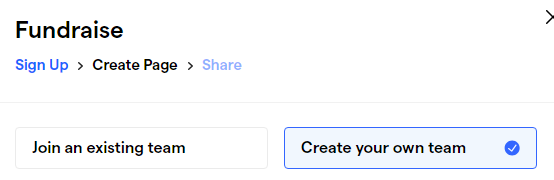 Fundraise
Sign Up > Create Page > Share
Join an existing team
Create your own team